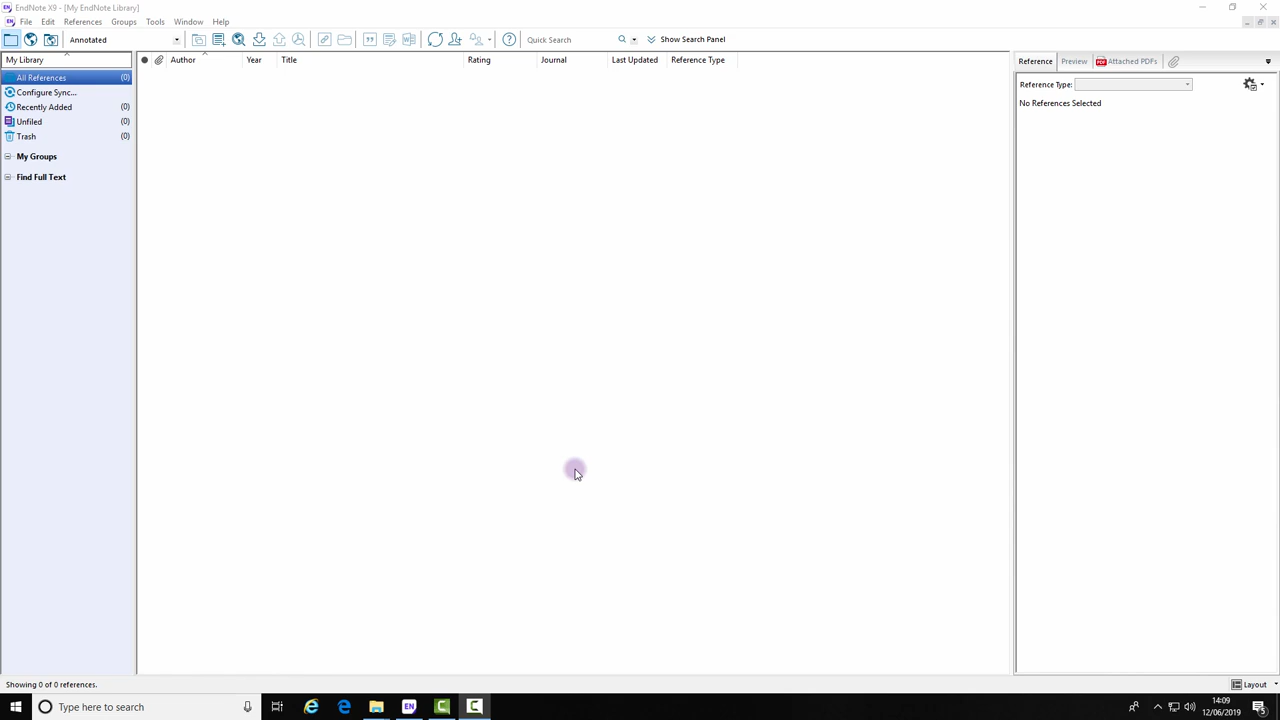 EndNote X9 - [My EndNote Library]
File Edit References Groups Tools Window Help
Annotated Quick Search Show Search Panel
My Library Author Year Title Rating Journal Last Updated Reference Type Reference Preview Attached PDFs
All References (0)
Reference Type:
Configure Sync...
No References Selected
Recently Added (0)
Unfiled (0)
Trash (0)
My Groups
Find Full Text
Showing 0 of 0 references. Layout
Type here to search
14:09
12/06/2019
5